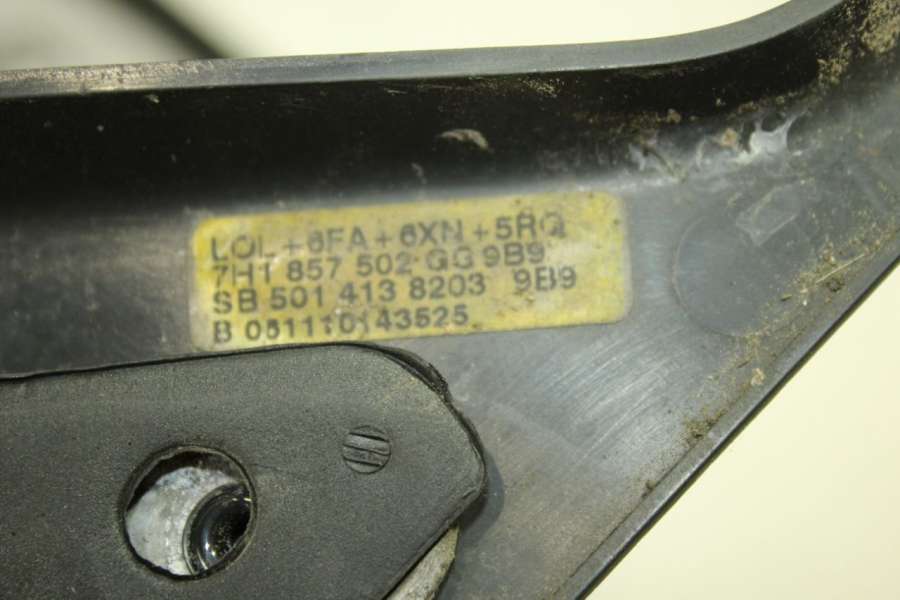 LOL+6FA+6XN+5RQ
7H1 857 502 GG 9B9
SB 501 413 8203 9B9
B 051110143525